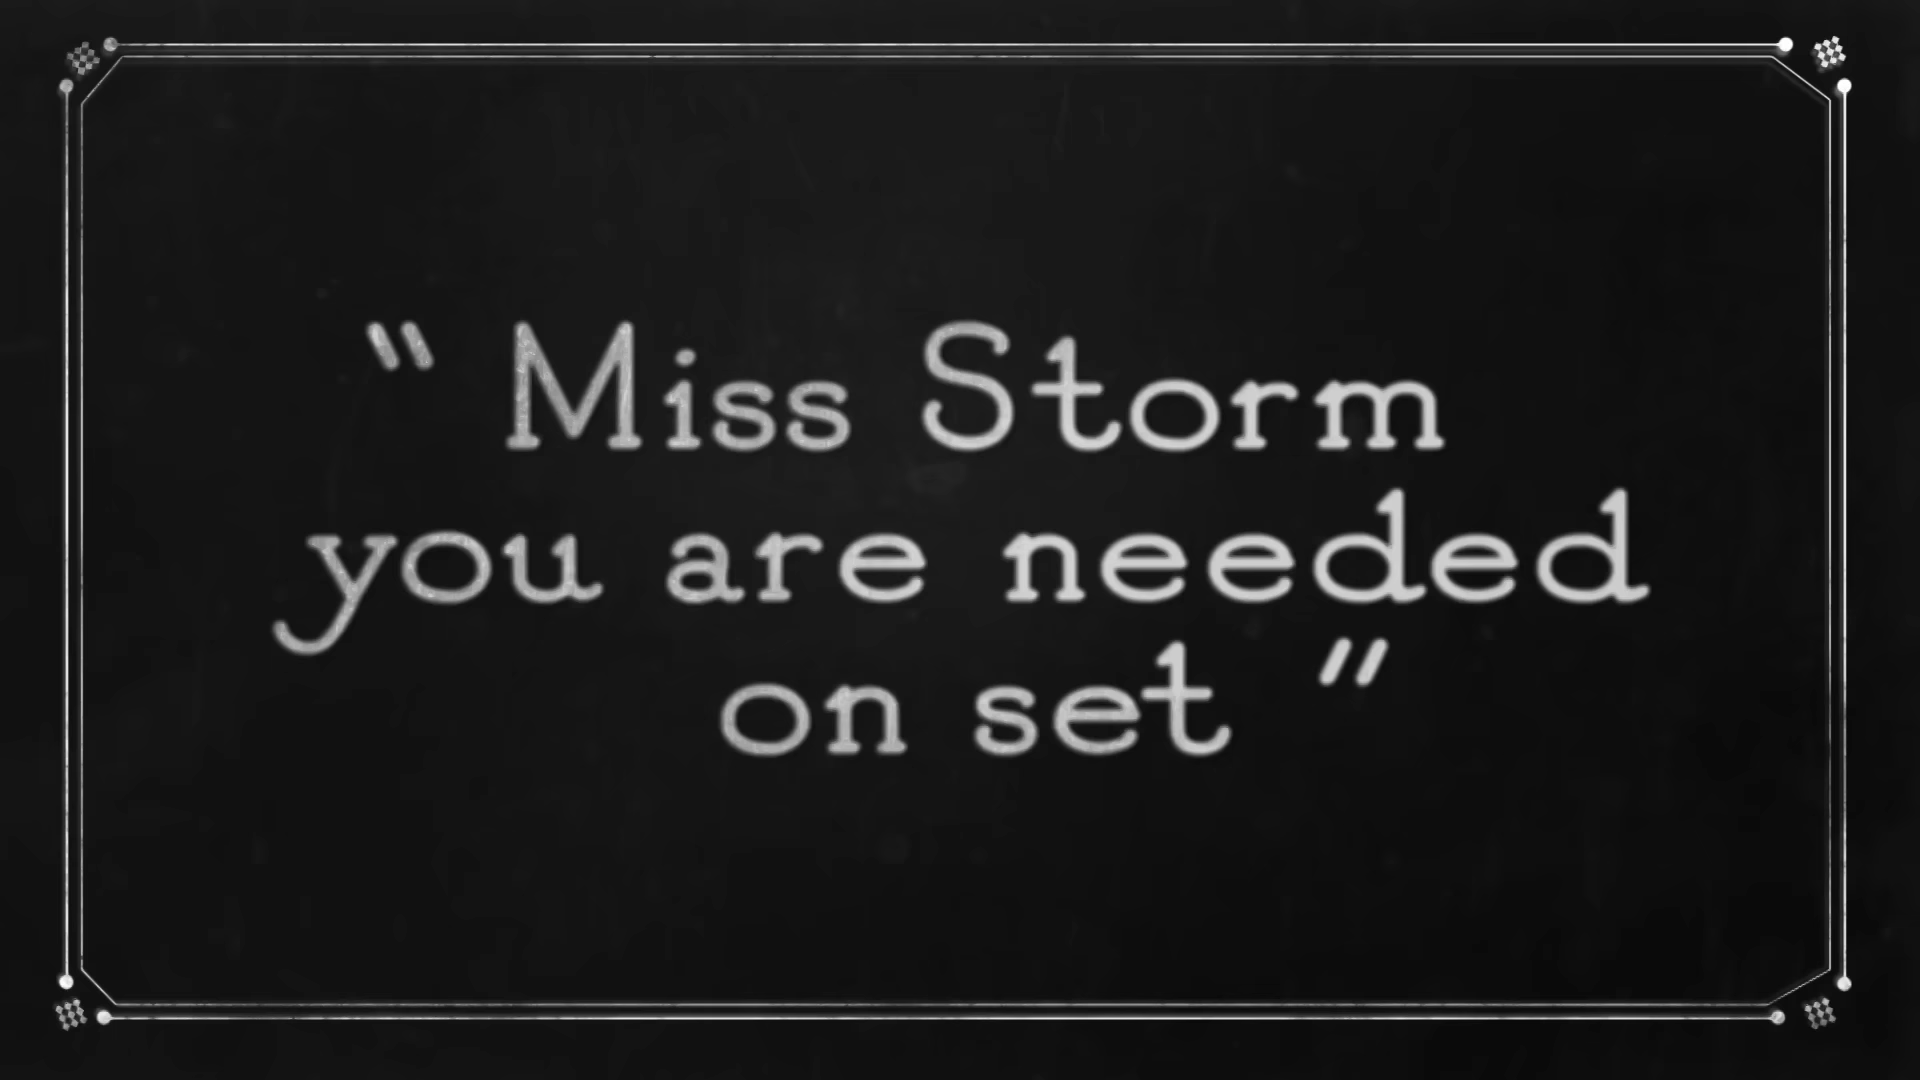 “ Miss Storm
you are needed
on set ”